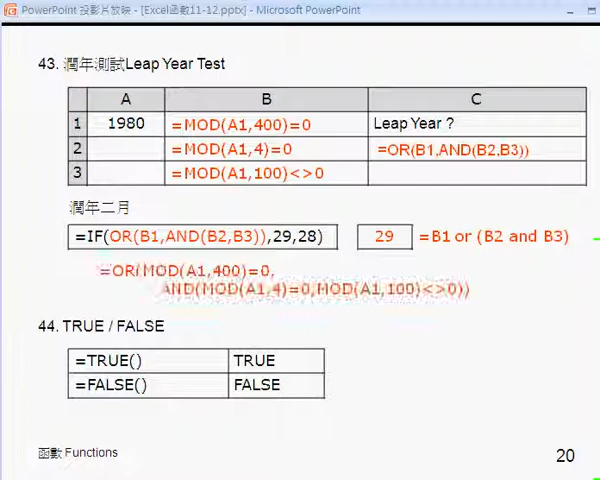 PowerPoint 投影片放映 - [Excel函數11-12.pptx] - Microsoft PowerPoint
43. 潤年測試Leap Year Test
A B C
1 1980 =MOD(A1,400)=0 Leap Year ?
2 =MOD(A1,4)=0 =OR(B1,AND(B2,B3))
3 =MOD(A1,100)<>0
潤年二月
=IF(OR(B1,AND(B2,B3)),29,28) 29 =B1 or (B2 and B3)
=OR(MOD(A1,400)=0,
AND(MOD(A1,4)=0,MOD(A1,100)<>0))
44. TRUE / FALSE
=TRUE() TRUE
=FALSE() FALSE
函數 Functions 20